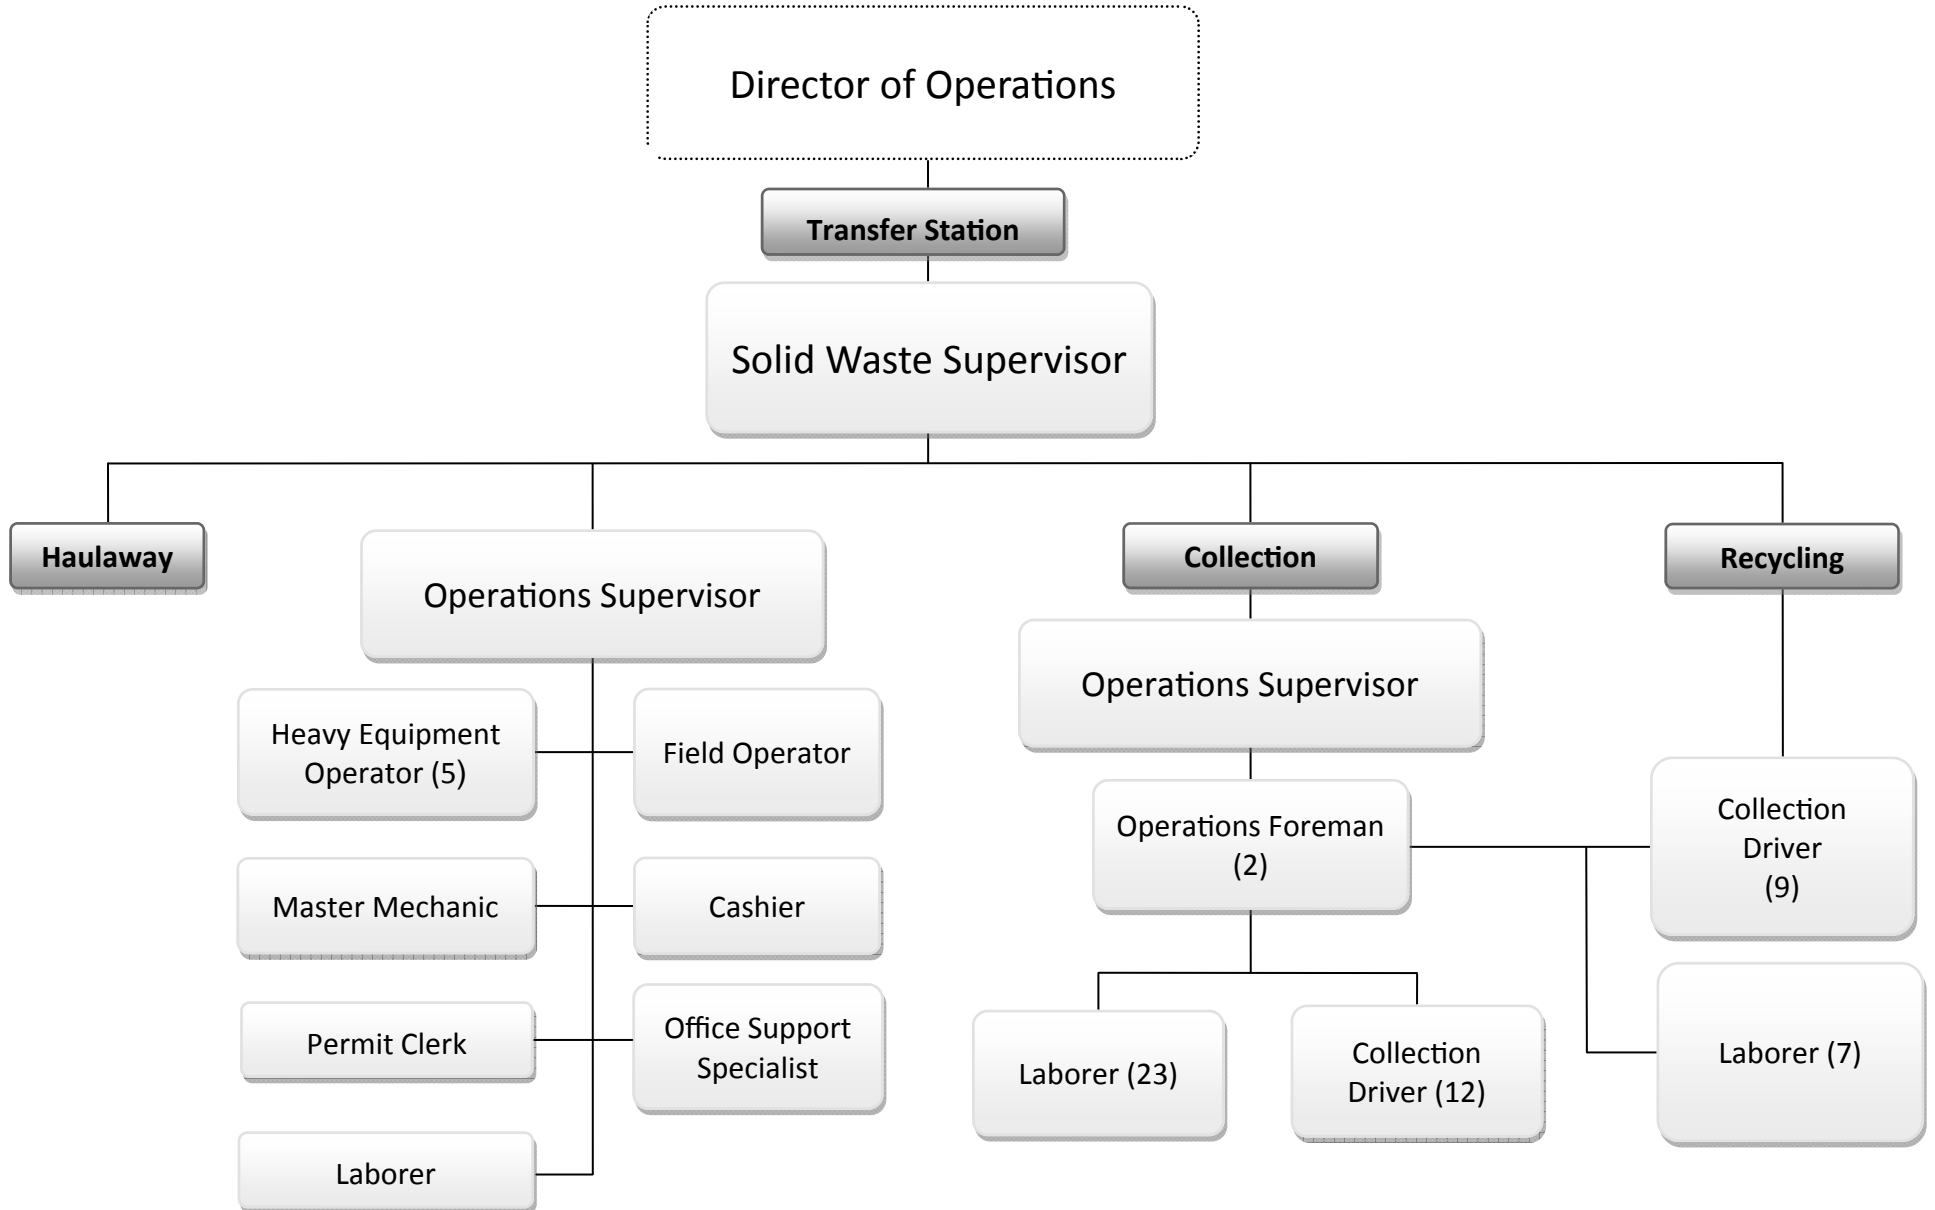 Director of Operations
Transfer Station
Solid Waste Supervisor
Haulaway
Operations Supervisor
Heavy Equipment
Operator (5)
Field Operator
Master Mechanic
Cashier
Permit Clerk
Office Support
Specialist
Laborer
Collection
Operations Supervisor
Operations Foreman
(2)
Laborer (23)
Collection
Driver (12)
Recycling
Collection
Driver
(9)
Laborer (7)